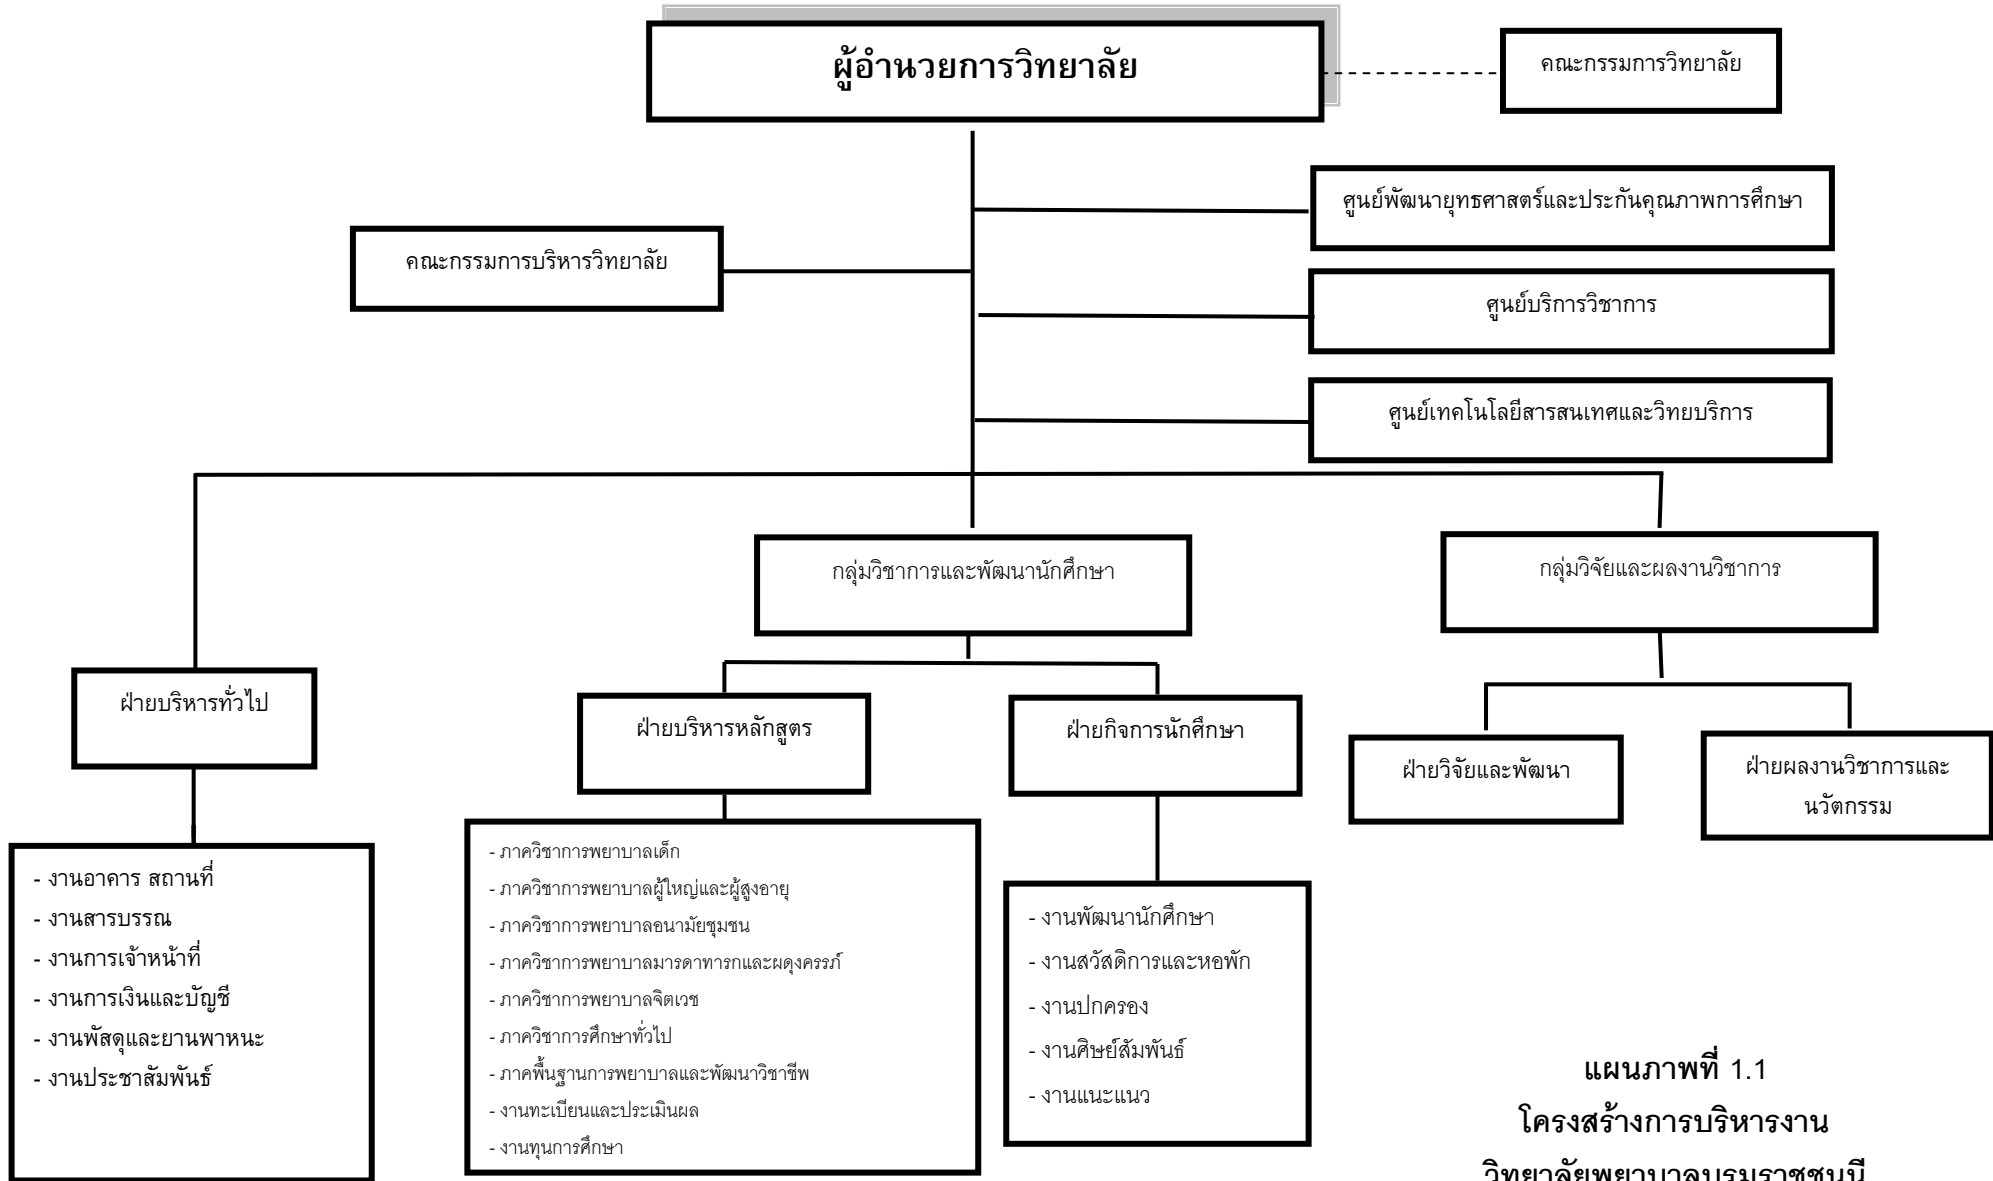 ผู้อำนวยการวิทยาลัย
คณะกรรมการวิทยาลัย
ศูนย์พัฒนายุทธศาสตร์และประกันคุณภาพการศึกษา
คณะกรรมการบริหารวิทยาลัย
ศูนย์บริการวิชาการ
ศูนย์เทคโนโลยีสารสนเทศและวิทยบริการ
กลุ่มวิชาการและพัฒนานักศึกษา
กลุ่มวิจัยและผลงานวิชาการ
ฝ่ายบริหารทั่วไป
ฝ่ายบริหารหลักสูตร
ฝ่ายกิจการนักศึกษา
ฝ่ายวิจัยและพัฒนา
ฝ่ายผลงานวิชาการและ
นวัตกรรม
- งานอาคาร สถานที่
- งานสารบรรณ
- งานการเจ้าหน้าที่
- งานการเงินและบัญชี
- งานพัสดุและยานพาหนะ
- งานประชาสัมพันธ์
- ภาควิชาการพยาบาลเด็ก
- ภาควิชาการพยาบาลผู้ใหญ่และผู้สูงอายุ
- ภาควิชาการพยาบาลอนามัยชุมชน
- ภาควิชาการพยาบาลมารดาทารกและผดุงครรภ์
- ภาควิชาการพยาบาลจิตเวช
- ภาควิชาการศึกษาทั่วไป
- ภาคพื้นฐานการพยาบาลและพัฒนาวิชาชีพ
- งานทะเบียนและประเมินผล
- งานทุนการศึกษา
- งานพัฒนานักศึกษา
- งานสวัสดิการและหอพัก
- งานปกครอง
- งานศิษย์สัมพันธ์
- งานแนะแนว
แผนภาพที่ 1.1
โครงสร้างการบริหารงาน
วิทยาลัยพยาบาลบรมราชชนนี